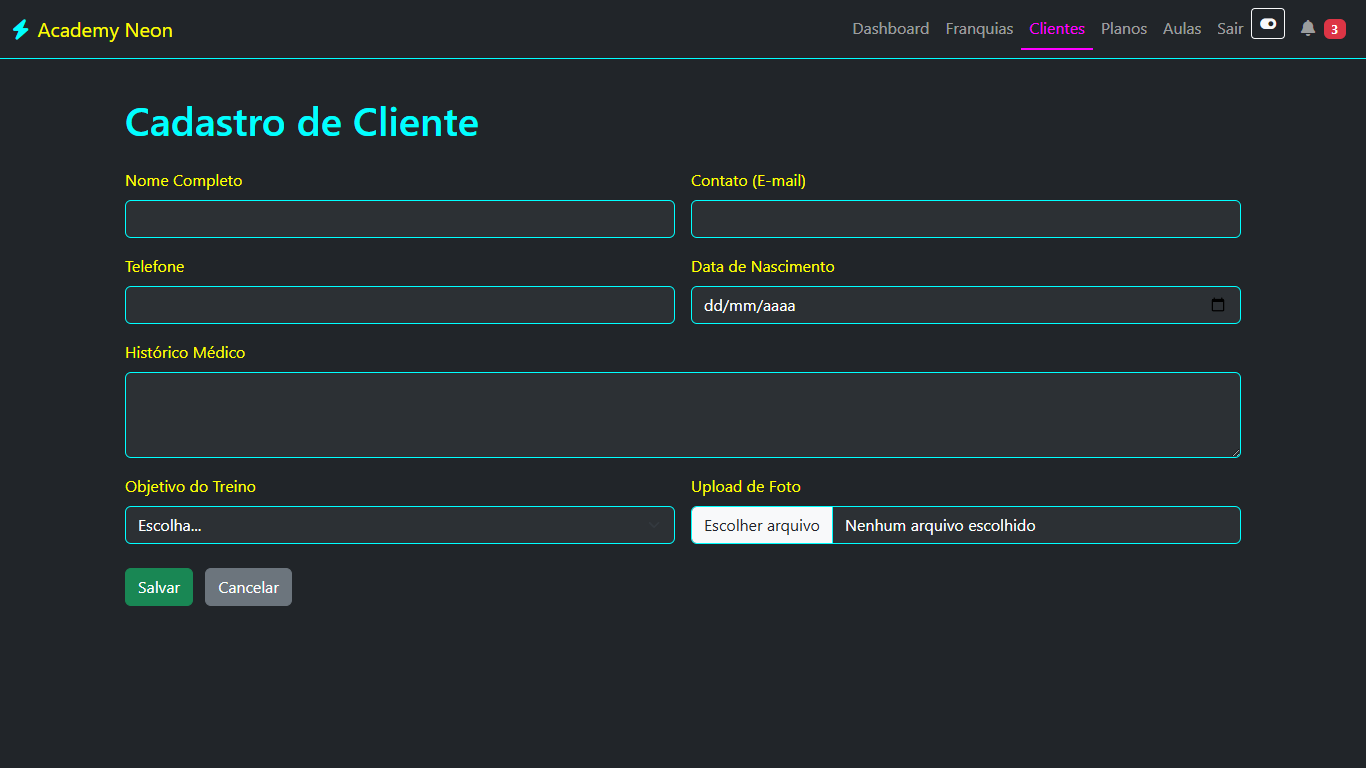 Academy Neon Dashboard Franquias Clientes Planos Aulas Sair 3
Cadastro de Cliente
Nome Completo Contato (E-mail)
Telefone Data de Nascimento
dd/mm/aaaa
Histórico Médico
Objetivo do Treino Upload de Foto
Escolha... Escolher arquivo Nenhum arquivo escolhido
Salvar Cancelar